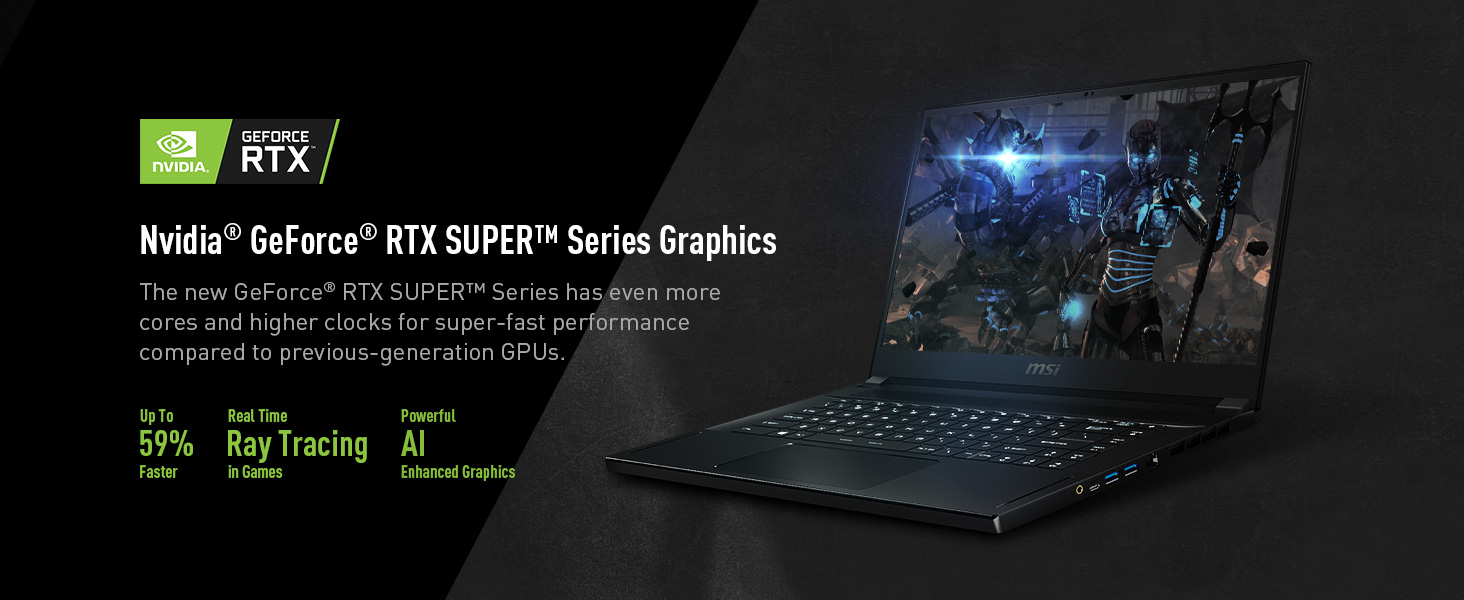 NVIDIA.
GEFORCE
RTX™
Nvidia® GeForce® RTX SUPER™ Series Graphics
The new GeForce® RTX SUPER™ Series has even more
cores and higher clocks for super-fast performance
compared to previous-generation GPUs.
Up To
59%
Faster
Real Time
Ray Tracing
in Games
Powerful
AI
Enhanced Graphics
msi